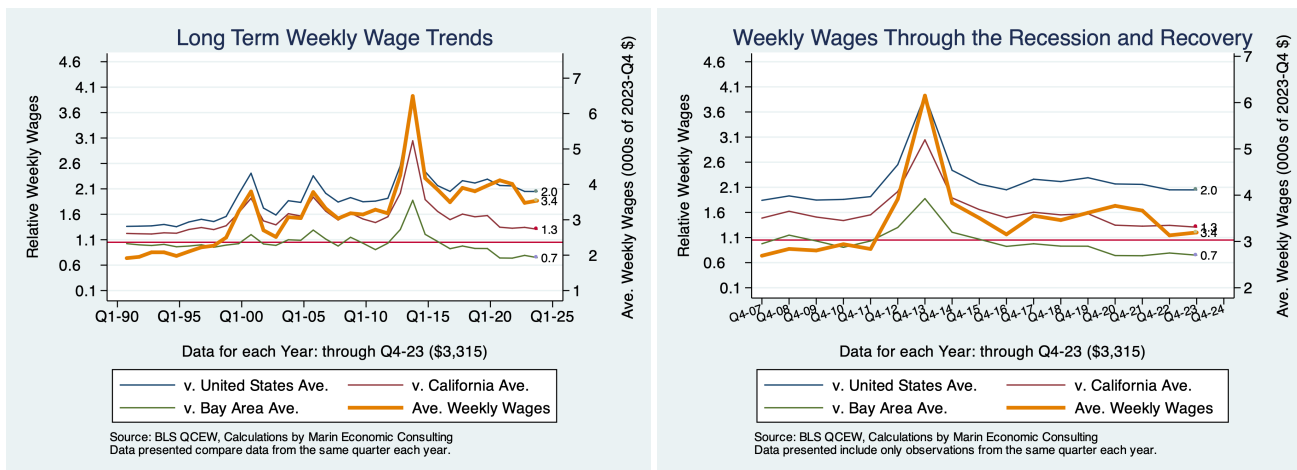 Long Term Weekly Wage Trends
Relative Weekly Wages
4.6
4.1
3.6
3.1
2.6
2.1
1.6
1.1
0.6
0.1
7
6
5
4
3
2
1
Ave. Weekly Wages (000s of 2023-Q4 $)
2.0
3.4
1.3
0.7
Q1-90 Q1-95 Q1-00 Q1-05 Q1-10 Q1-15 Q1-20 Q1-25
Data for each Year: through Q4-23 ($3,315)
v. United States Ave. v. California Ave.
v. Bay Area Ave. Ave. Weekly Wages
Source: BLS QCEW, Calculations by Marin Economic Consulting
Data presented compare data from the same quarter each year.
Weekly Wages Through the Recession and Recovery
Relative Weekly Wages
4.6
4.1
3.6
3.1
2.6
2.1
1.6
1.1
0.6
0.1
7
6
5
4
3
2
Ave. Weekly Wages (000s of 2023-Q4 $)
2.0
1.3
0.7
Q4-07 Q4-08 Q4-09 Q4-10 Q4-11 Q4-12 Q4-13 Q4-14 Q4-15 Q4-16 Q4-17 Q4-18 Q4-19 Q4-20 Q4-21 Q4-22 Q4-23 Q4-24
Data for each Year: through Q4-23 ($3,315)
v. United States Ave. v. California Ave.
v. Bay Area Ave. Ave. Weekly Wages
Source: BLS QCEW, Calculations by Marin Economic Consulting
Data presented include only observations from the same quarter each year.